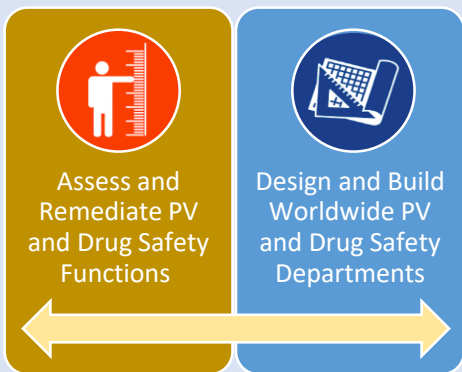 Assess and
Remediate PV
and Drug Safety
Functions
Design and Build
Worldwide PV
and Drug Safety
Departments